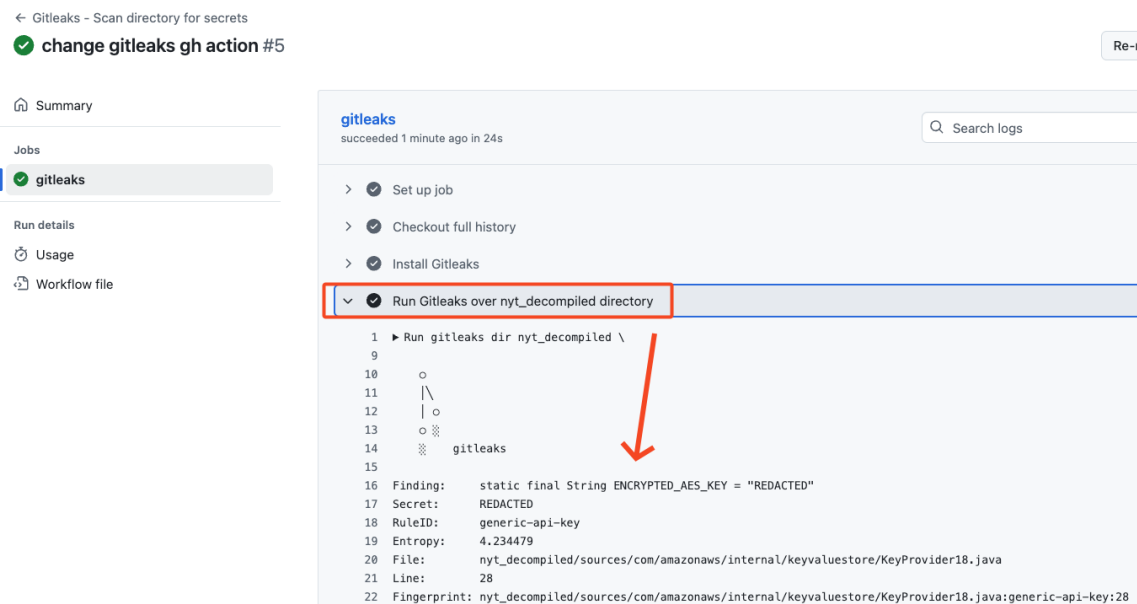 ← Gitleaks - Scan directory for secrets
change gitleaks gh action #5
Re-r
Summary
Jobs
gitleaks
Run details
Usage
Workflow file
gitleaks
succeeded 1 minute ago in 24s
Search logs
Set up job
Checkout full history
Install Gitleaks
Run Gitleaks over nyt_decompiled directory
1 ▶ Run gitleaks dir nyt_decompiled \
9
10 ○
11 │╲
12 │ ○
13 ○ ░
14 ░ gitleaks
15
16 Finding: static final String ENCRYPTED_AES_KEY = "REDACTED"
17 Secret: REDACTED
18 RuleID: generic-api-key
19 Entropy: 4.234479
20 File: nyt_decompiled/sources/com/amazonaws/internal/keyvaluestore/KeyProvider18.java
21 Line: 28
22 Fingerprint: nyt_decompiled/sources/com/amazonaws/internal/keyvaluestore/KeyProvider18.java:generic-api-key:28